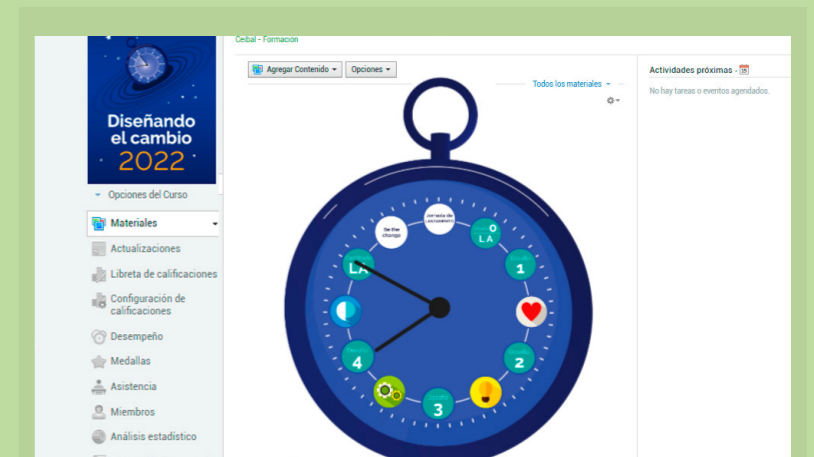 Ceibal - Formación
Diseñando
el cambio
2022
Opciones del Curso
Materiales
Actualizaciones
Libreta de calificaciones
Configuración de
calificaciones
Desempeño
Medallas
Asistencia
Miembros
Análisis estadístico
Agregar Contenido
Opciones
Todos los materiales
Be the
change
Jornada de
0
LA
1
2
3
4
LA
Actividades próximas -
No hay tareas o eventos agendados.